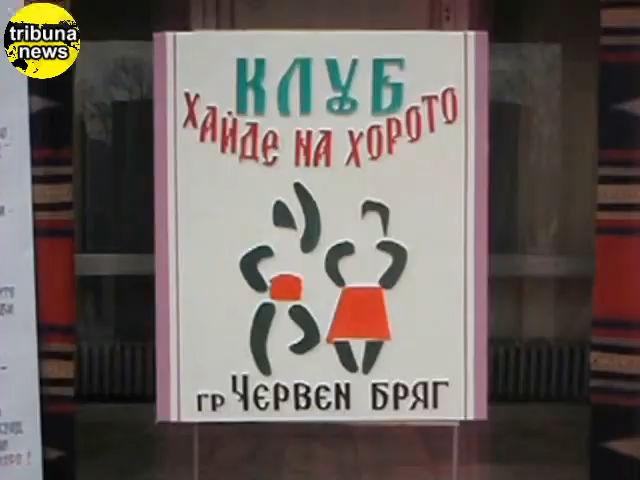 tribuna
news
КЛУБ
ХАЙДЕ НА ХОРОТО
ГР ЧЕРВЕН БРЯГ